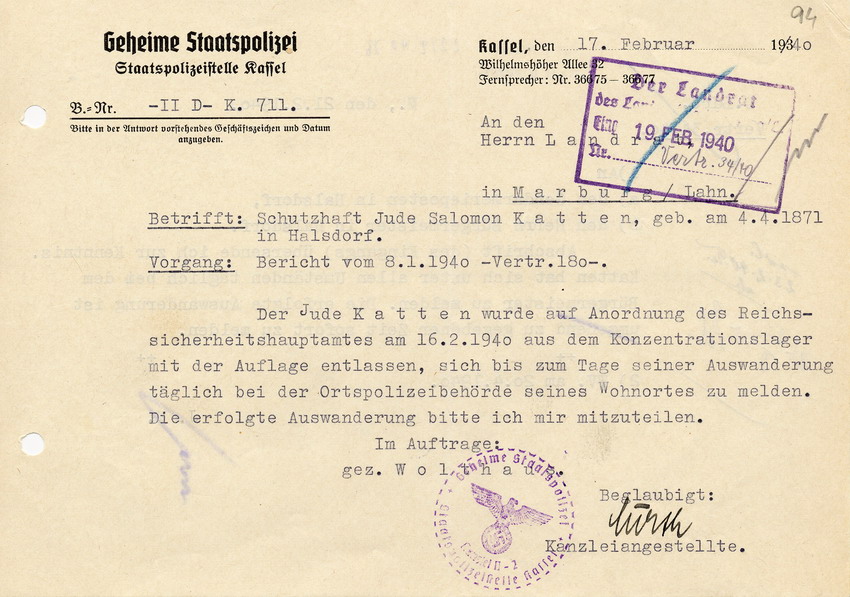 94
Geheime Staatspolizei
Staatspolizeistelle Kassel
B.-Nr. -II D- K. 711.
Bitte in der Antwort vorstehendes Geschäftszeichen und Datum
anzugeben.
Kassel, den 17. Februar 1940
Wilhelmshöher Allee 32
Fernsprecher: Nr. 36675 — 36677
Der Landrat
des
Eing. 19. FEB. 1940
Nr. Vertr. 34/40
An den
Herrn L a n d r a t
in M a r b u r g / Lahn.
Betrifft: Schutzhaft Jude Salomon K a t t e n, geb. am 4.4.1871
in Halsdorf.
Vorgang: Bericht vom 8.1.1940 -Vertr.180-.
Der Jude K a t t e n wurde auf Anordnung des Reichs-
sicherheitshauptamtes am 16.2.1940 aus dem Konzentrationslager
mit der Auflage entlassen, sich bis zum Tage seiner Auswanderung
täglich bei der Ortspolizeibehörde seines Wohnortes zu melden.
Die erfolgte Auswanderung bitte ich mir mitzuteilen.
Im Auftrage:
gez. W o l t h a u s.
Geheime Staatspolizei
Staatspolizeistelle Kassel
Beglaubigt:
Kanzleiangestellte.